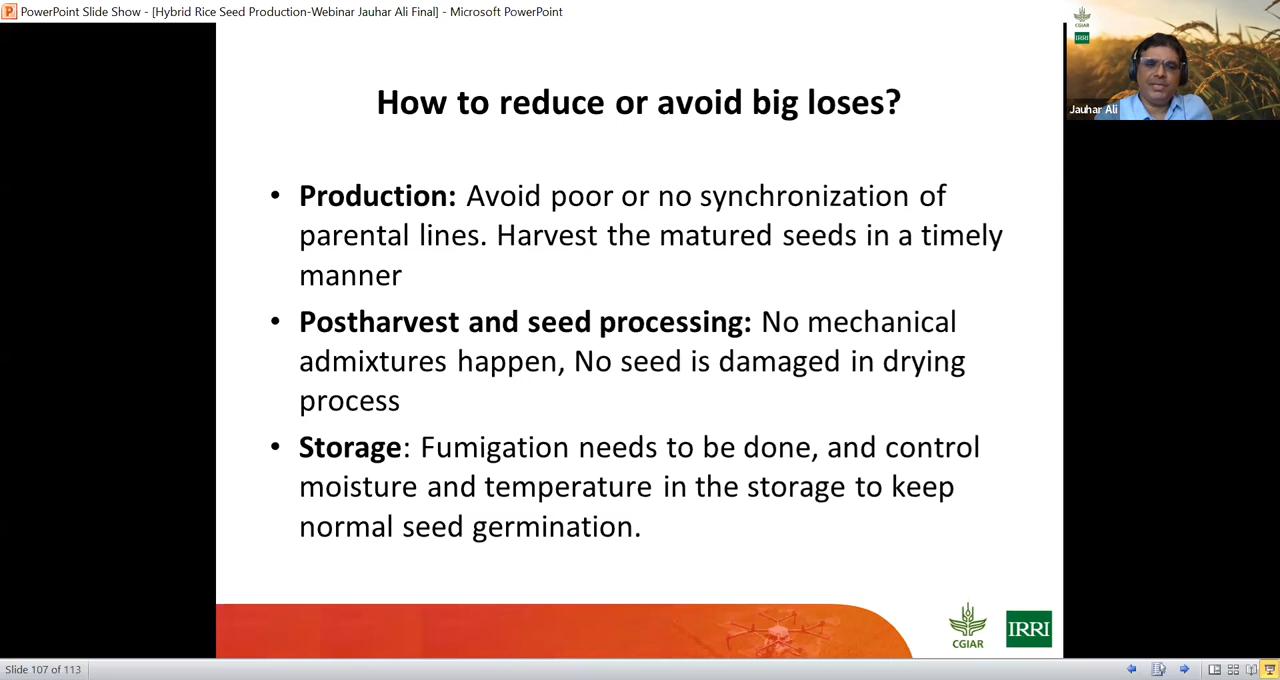 PowerPoint Slide Show - [Hybrid Rice Seed Production-Webinar Jauhar Ali Final] - Microsoft PowerPoint
CGIAR
IRRI
Jauhar Ali
How to reduce or avoid big loses?
• Production: Avoid poor or no synchronization of
parental lines. Harvest the matured seeds in a timely
manner
• Postharvest and seed processing: No mechanical
admixtures happen, No seed is damaged in drying
process
• Storage: Fumigation needs to be done, and control
moisture and temperature in the storage to keep
normal seed germination.
CGIAR
IRRI
Slide 107 of 113